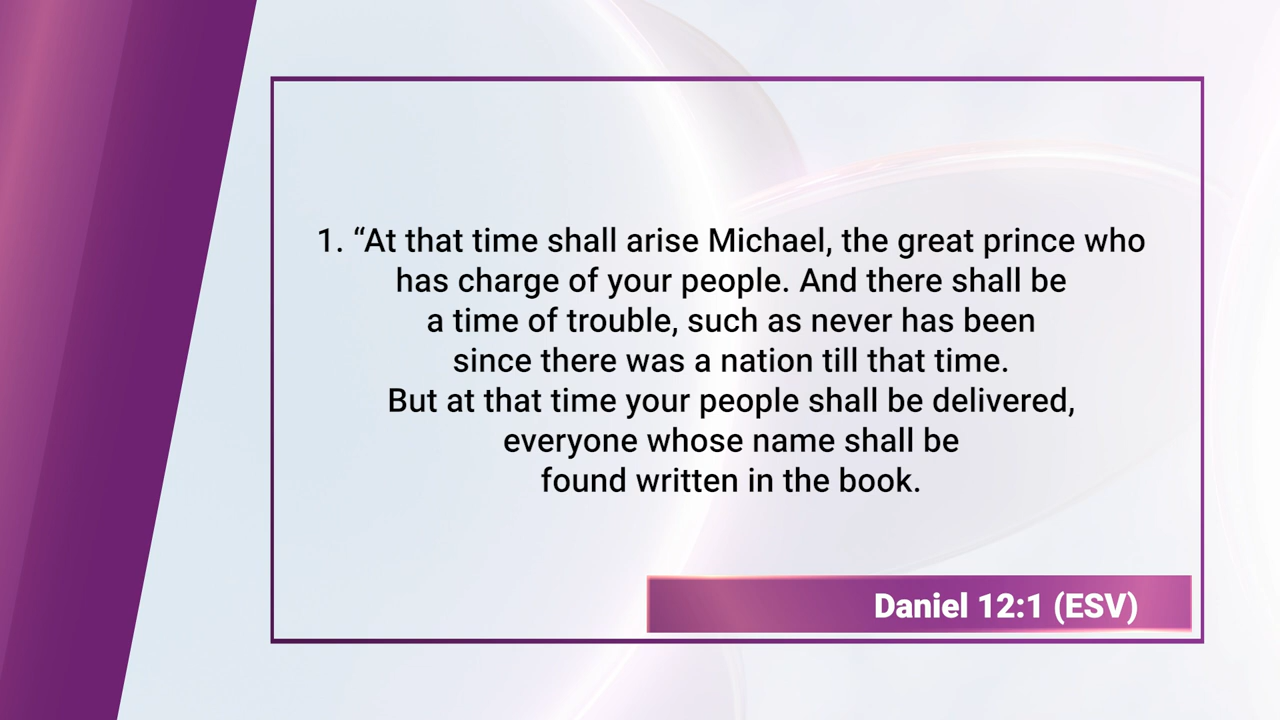 1. “At that time shall arise Michael, the great prince who
has charge of your people. And there shall be
a time of trouble, such as never has been
since there was a nation till that time.
But at that time your people shall be delivered,
everyone whose name shall be
found written in the book.
Daniel 12:1 (ESV)